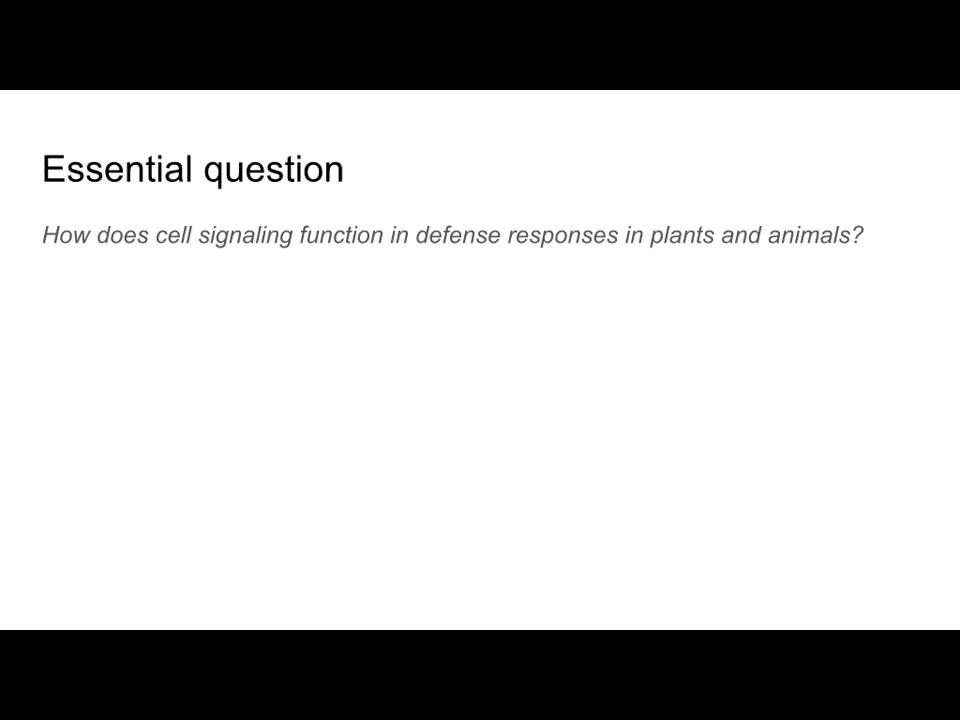 Essential question
How does cell signaling function in defense responses in plants and animals?